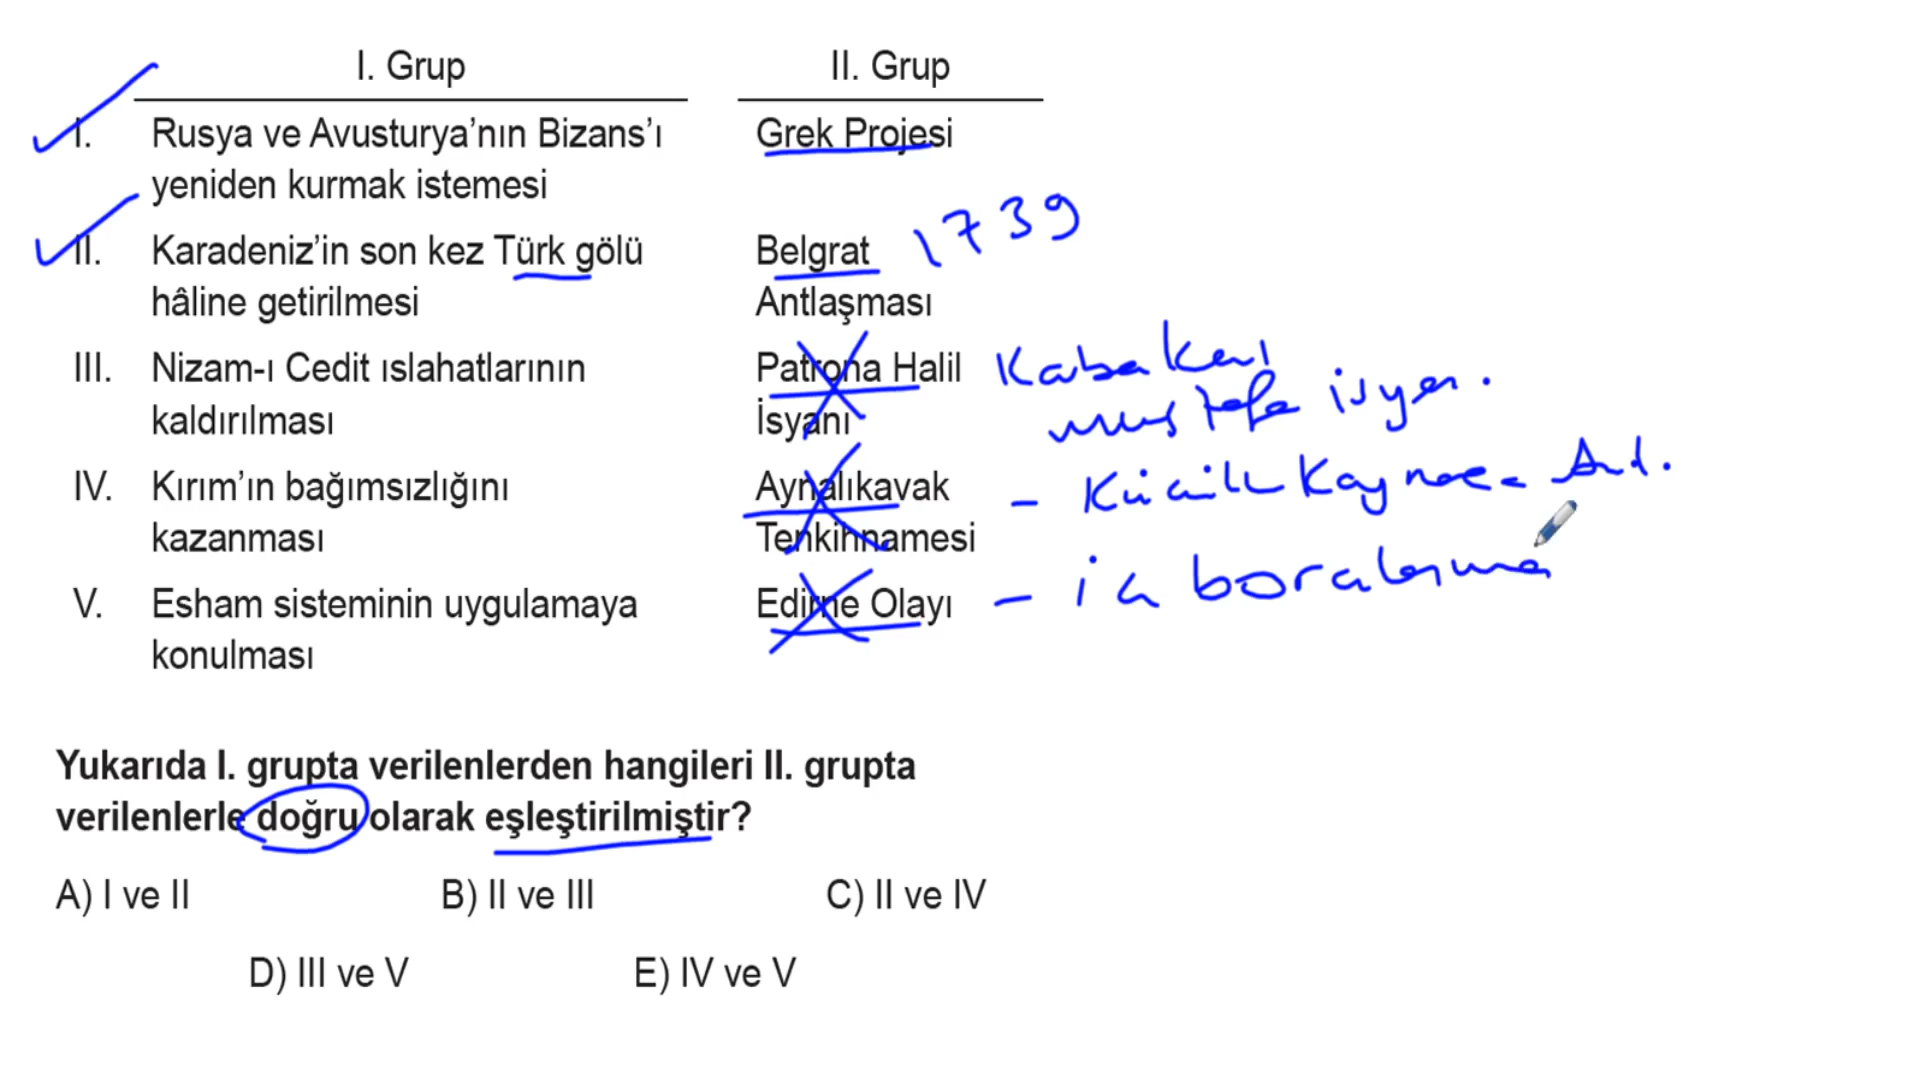 I. Grup II. Grup
I. Rusya ve Avusturya’nın Bizans’ı Grek Projesi
yeniden kurmak istemesi
1739
II. Karadeniz’in son kez Türk gölü Belgrat
hâline getirilmesi Antlaşması
III. Nizam-ı Cedit ıslahatlarının Patrona Halil Kabakçı
kaldırılması İsyanı mustafa isyanı.
IV. Kırım’ın bağımsızlığını Aynalıkavak - Küçük Kaynarca Ant.
kazanması Tenkihnamesi
V. Esham sisteminin uygulamaya Edirne Olayı - iç borçlanma
konulması
Yukarıda I. grupta verilenlerden hangileri II. grupta
verilenlerle doğru olarak eşleştirilmiştir?
A) I ve II B) II ve III C) II ve IV
D) III ve V E) IV ve V